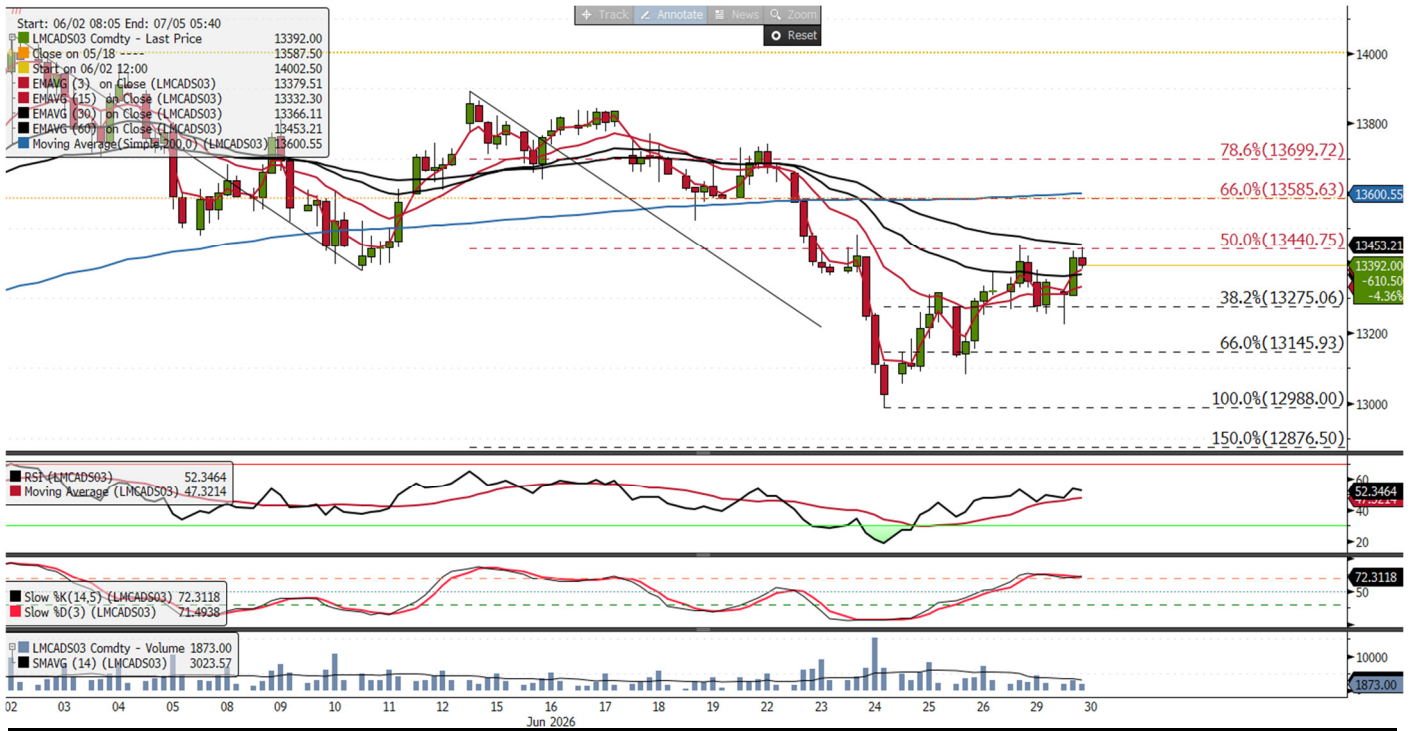 Track Annotate News Zoom
Reset
Start: 06/02 08:05 End: 07/05 05:40
LMCADS03 Comdty - Last Price 13392.00
Close on 05/18 ---- 13587.50
Start on 06/02 12:00 14002.50
EMAVG (3) on Close (LMCADS03) 13379.51
EMAVG (15) on Close (LMCADS03) 13332.30
EMAVG (30) on Close (LMCADS03) 13366.11
EMAVG (60) on Close (LMCADS03) 13453.21
Moving Average(Simple,200,0) (LMCADS03) 13600.55
14000
13800
78.6%(13699.72)
66.0%(13585.63)
13600.55
50.0%(13440.75)
13453.21
13392.00
-610.50
-4.36%
38.2%(13275.06)
13200
66.0%(13145.93)
100.0%(12988.00)
13000
150.0%(12876.50)
RSI (LMCADS03) 52.3464
Moving Average (LMCADS03) 47.3214
60
52.3464
47.3214
40
20
Slow %K(14,5) (LMCADS03) 72.3118
Slow %D(3) (LMCADS03) 71.4938
72.3118
50
LMCADS03 Comdty - Volume 1873.00
SMAVG (14) (LMCADS03) 3023.57
10000
1873.00
02 03 04 05 08 09 10 11 12 15 16 17 18 19 22 23 24 25 26 29 30
Jun 2026